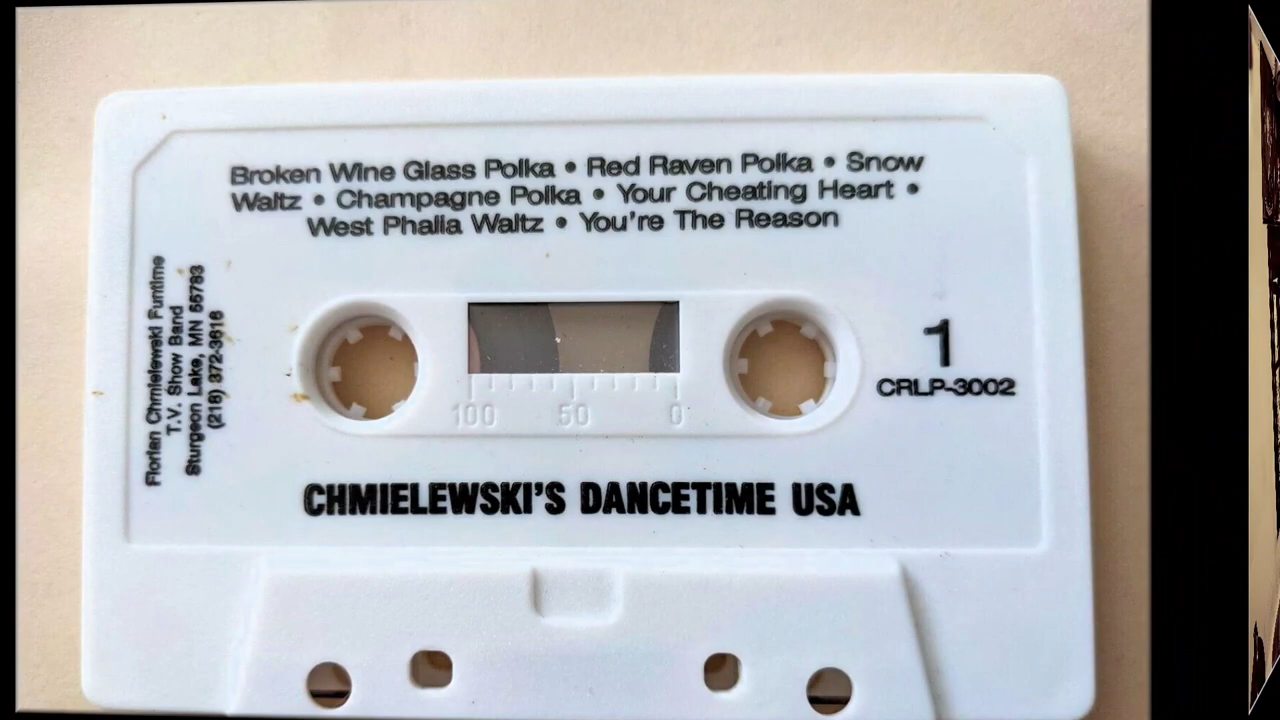 Broken Wine Glass Polka • Red Raven Polka • Snow
Waltz • Champagne Polka • Your Cheating Heart •
West Phalia Waltz • You're The Reason
Florian Chmielewski Funtime
T.V. Show Band
Sturgeon Lake, MN 55783
(218) 372-3616
100 50 0
1
CRLP-3002
CHMIELEWSKI'S DANCETIME USA